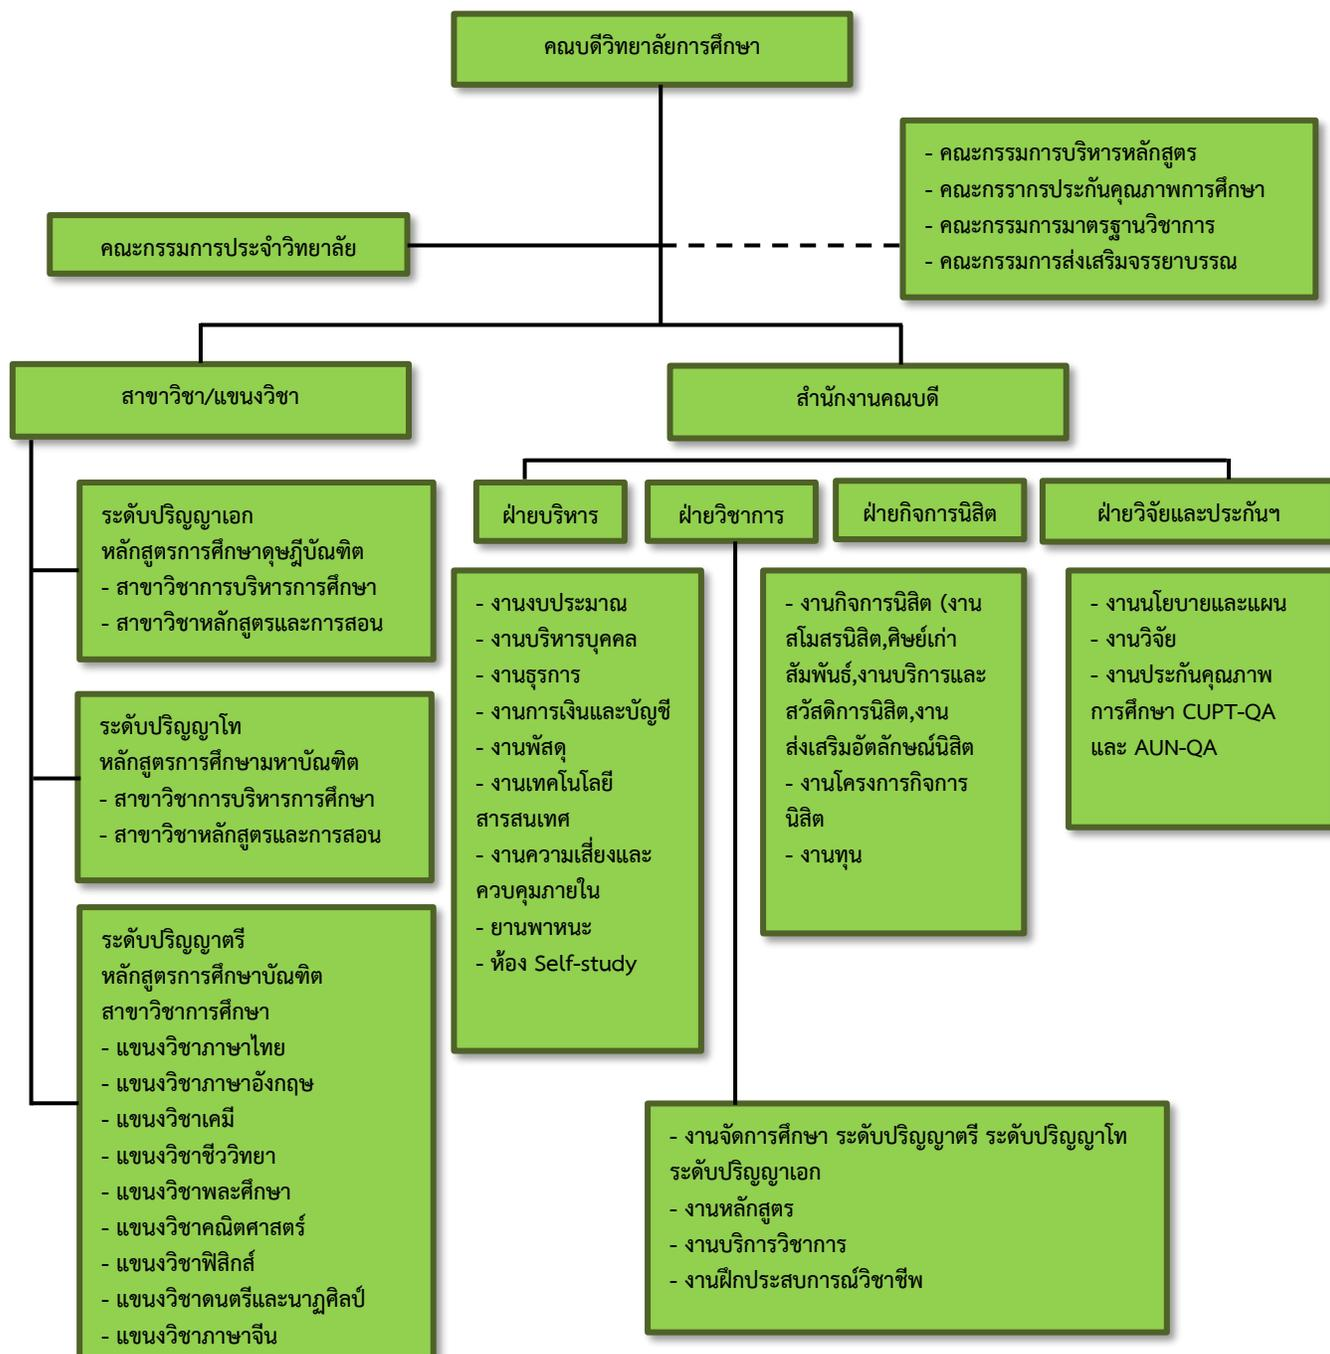 คณบดีวิทยาลัยการศึกษา
- คณะกรรมการบริหารหลักสูตร
- คณะกรรากรประกันคุณภาพการศึกษา
- คณะกรรมการมาตรฐานวิชาการ
- คณะกรรมการส่งเสริมจรรยาบรรณ
คณะกรรมการประจำวิทยาลัย
สาขาวิชา/แขนงวิชา
สำนักงานคณบดี
ระดับปริญญาเอก
หลักสูตรการศึกษาดุษฎีบัณฑิต
- สาขาวิชาการบริหารการศึกษา
- สาขาวิชาหลักสูตรและการสอน
ระดับปริญญาโท
หลักสูตรการศึกษามหาบัณฑิต
- สาขาวิชาการบริหารการศึกษา
- สาขาวิชาหลักสูตรและการสอน
ระดับปริญญาตรี
หลักสูตรการศึกษาบัณฑิต
สาขาวิชาการศึกษา
- แขนงวิชาภาษาไทย
- แขนงวิชาภาษาอังกฤษ
- แขนงวิชาเคมี
- แขนงวิชาชีววิทยา
- แขนงวิชาพละศึกษา
- แขนงวิชาคณิตศาสตร์
- แขนงวิชาฟิสิกส์
- แขนงวิชาดนตรีและนาฏศิลป์
- แขนงวิชาภาษาจีน
ฝ่ายบริหาร
ฝ่ายวิชาการ
ฝ่ายกิจการนิสิต
ฝ่ายวิจัยและประกันฯ
- งานงบประมาณ
- งานบริหารบุคคล
- งานธุรการ
- งานการเงินและบัญชี
- งานพัสดุ
- งานเทคโนโลยี
สารสนเทศ
- งานความเสี่ยงและ
ควบคุมภายใน
- ยานพาหนะ
- ห้อง Self-study
- งานกิจการนิสิต (งาน
สโมสรนิสิต,ศิษย์เก่า
สัมพันธ์,งานบริการและ
สวัสดิการนิสิต,งาน
ส่งเสริมอัตลักษณ์นิสิต
- งานโครงการกิจการ
นิสิต
- งานทุน
- งานนโยบายและแผน
- งานวิจัย
- งานประกันคุณภาพ
การศึกษา CUPT-QA
และ AUN-QA
- งานจัดการศึกษา ระดับปริญญาตรี ระดับปริญญาโท
ระดับปริญญาเอก
- งานหลักสูตร
- งานบริการวิชาการ
- งานฝึกประสบการณ์วิชาชีพ